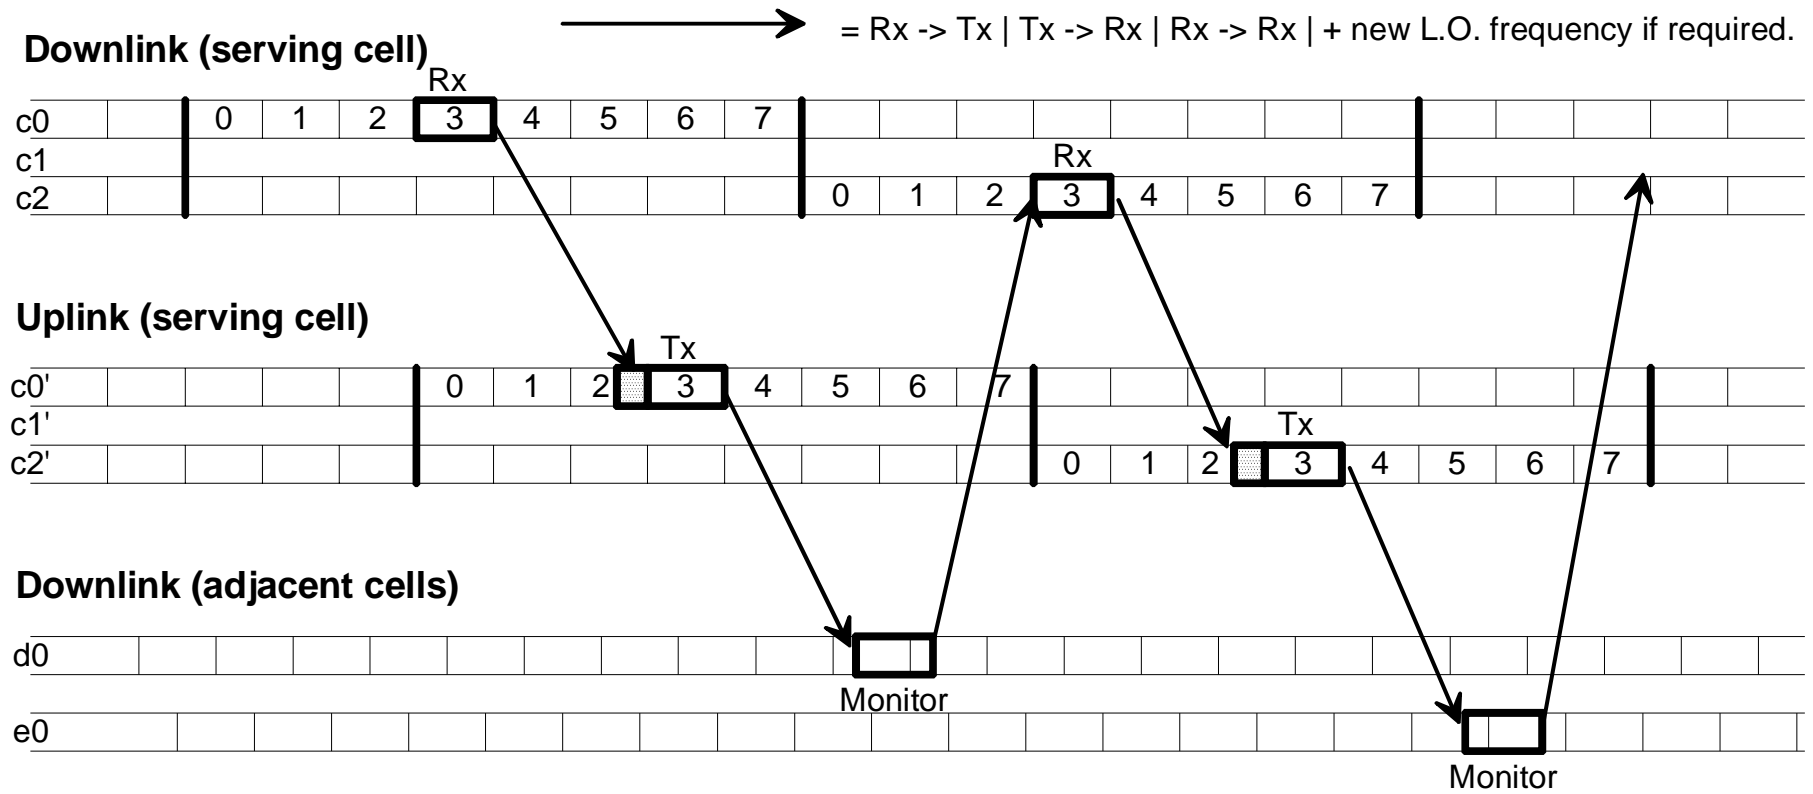 = Rx -> Tx | Tx -> Rx | Rx -> Rx | + new L.O. frequency if required.
Downlink (serving cell)
Rx
c0 0 1 2 3 4 5 6 7
c1 Rx
c2 0 1 2 3 4 5 6 7
Uplink (serving cell)
Tx
c0' 0 1 2 3 4 5 6 7
c1' Tx
c2' 0 1 2 3 4 5 6 7
Downlink (adjacent cells)
d0
Monitor
e0
Monitor